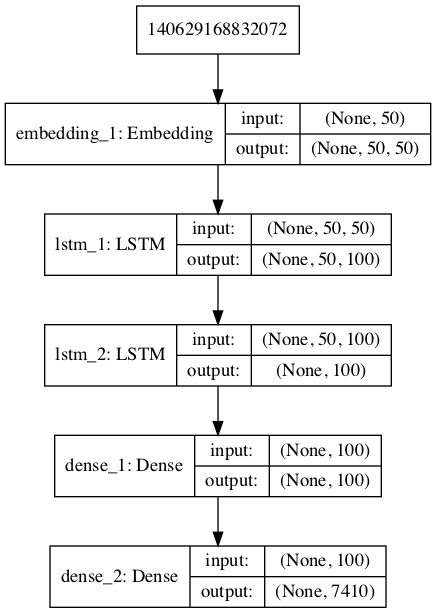 140629168832072
embedding_1: Embedding
input: (None, 50)
output: (None, 50, 50)
lstm_1: LSTM
input: (None, 50, 50)
output: (None, 50, 100)
lstm_2: LSTM
input: (None, 50, 100)
output: (None, 100)
dense_1: Dense
input: (None, 100)
output: (None, 100)
dense_2: Dense
input: (None, 100)
output: (None, 7410)